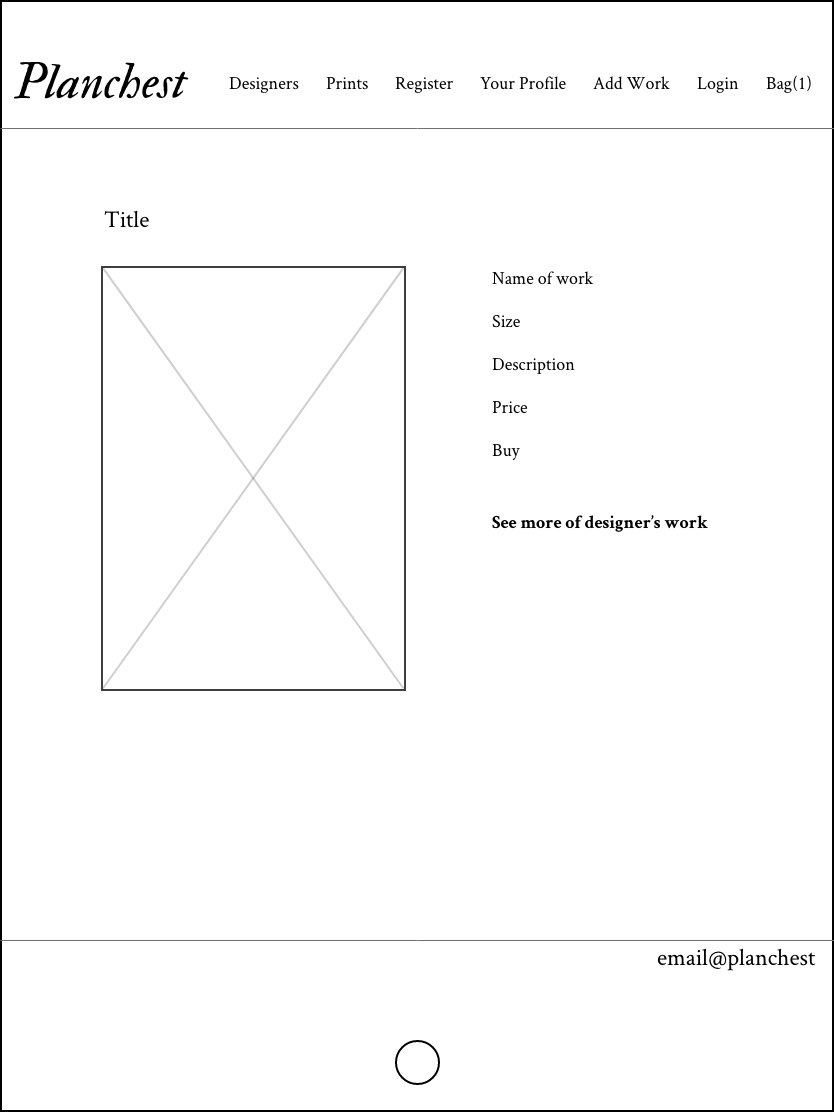 Planchest Designers Prints Register Your Profile Add Work Login Bag(1)
Title
Name of work
Size
Description
Price
Buy
See more of designer’s work
email@planchest